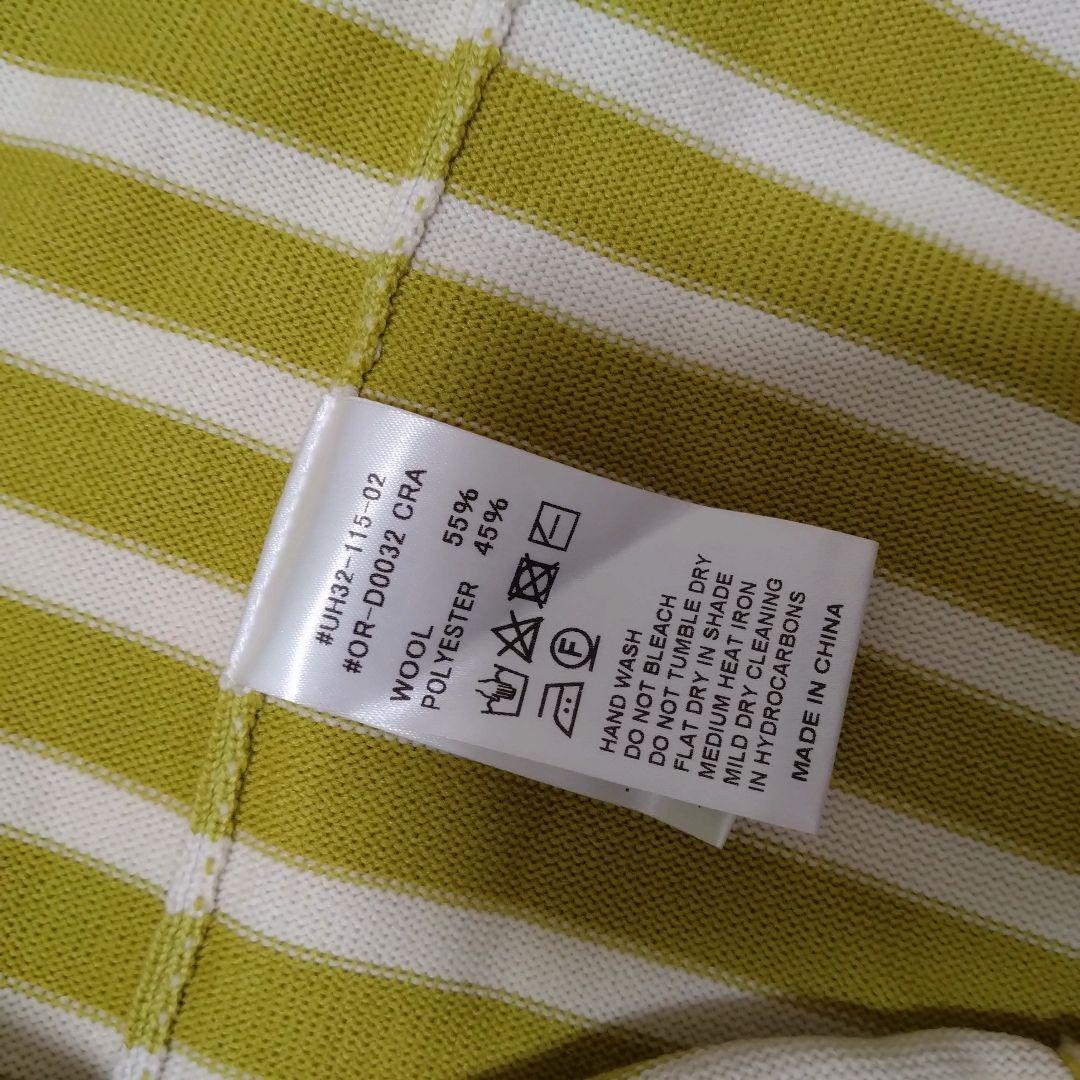 #UH32-115-02
#OR-D0032 CRA
WOOL 55%
POLYESTER 45%
F
HAND WASH
DO NOT BLEACH
DO NOT TUMBLE DRY
FLAT DRY IN SHADE
MEDIUM HEAT IRON
MILD DRY CLEANING
IN HYDROCARBONS
MADE IN CHINA